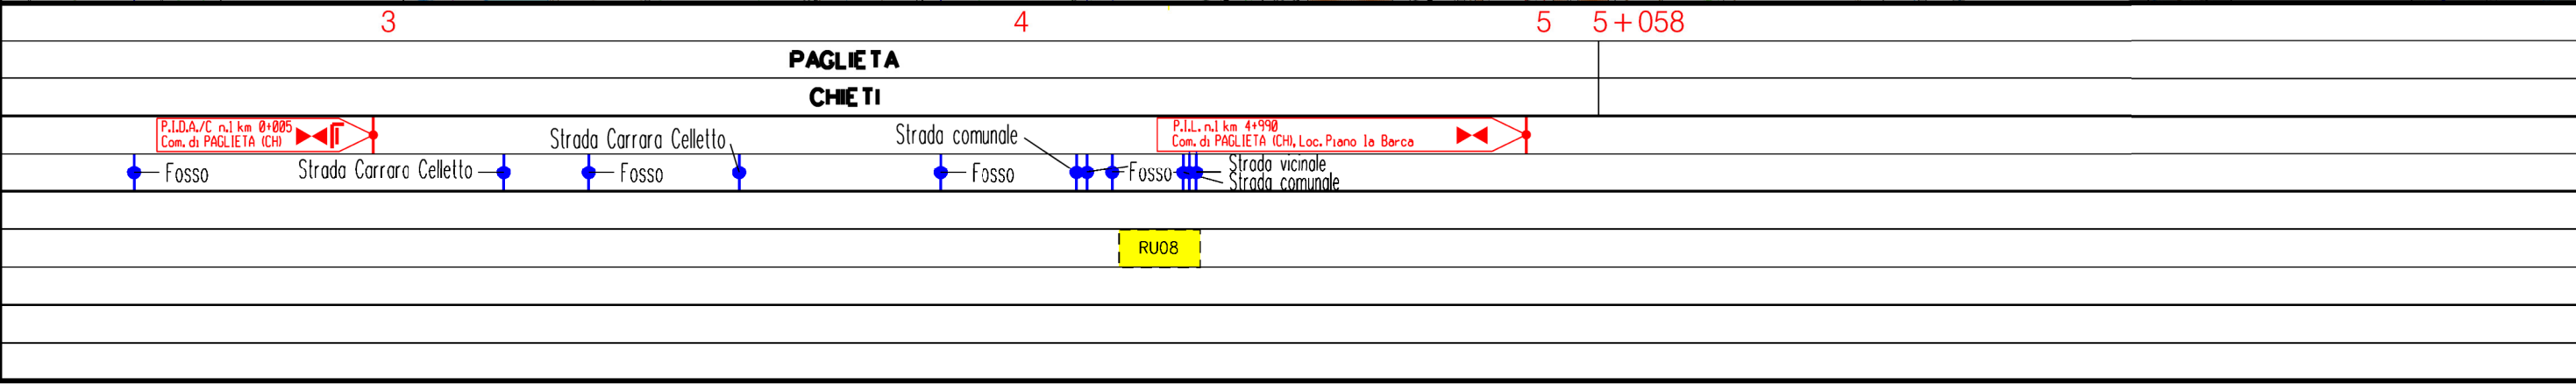 3 4 5 5+058
PAGLIETA
CHIETI
P.I.D.A./C n.1 km 0+005
Com. di PAGLIETA (CH)
Strada Carrara Celletto
Strada comunale
P.I.L. n.1 km 4+990
Com. di PAGLIETA (CH), Loc. Piano la Barca
Fosso
Strada Carrara Celletto
Fosso
Fosso
Fosso
Strada vicinale
Strada comunale
RU08